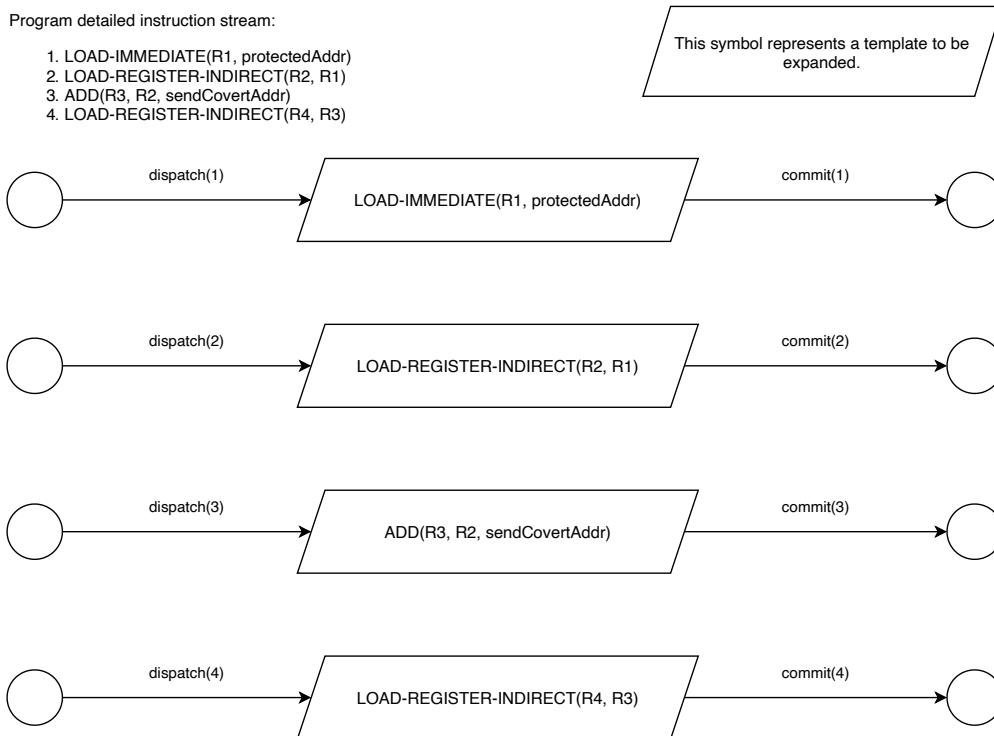 Program detailed instruction stream:
1. LOAD-IMMEDIATE(R1, protectedAddr)
2. LOAD-REGISTER-INDIRECT(R2, R1)
3. ADD(R3, R2, sendCovertAddr)
4. LOAD-REGISTER-INDIRECT(R4, R3)
This symbol represents a template to be
expanded.
dispatch(1)
LOAD-IMMEDIATE(R1, protectedAddr)
commit(1)
dispatch(2)
LOAD-REGISTER-INDIRECT(R2, R1)
commit(2)
dispatch(3)
ADD(R3, R2, sendCovertAddr)
commit(3)
dispatch(4)
LOAD-REGISTER-INDIRECT(R4, R3)
commit(4)